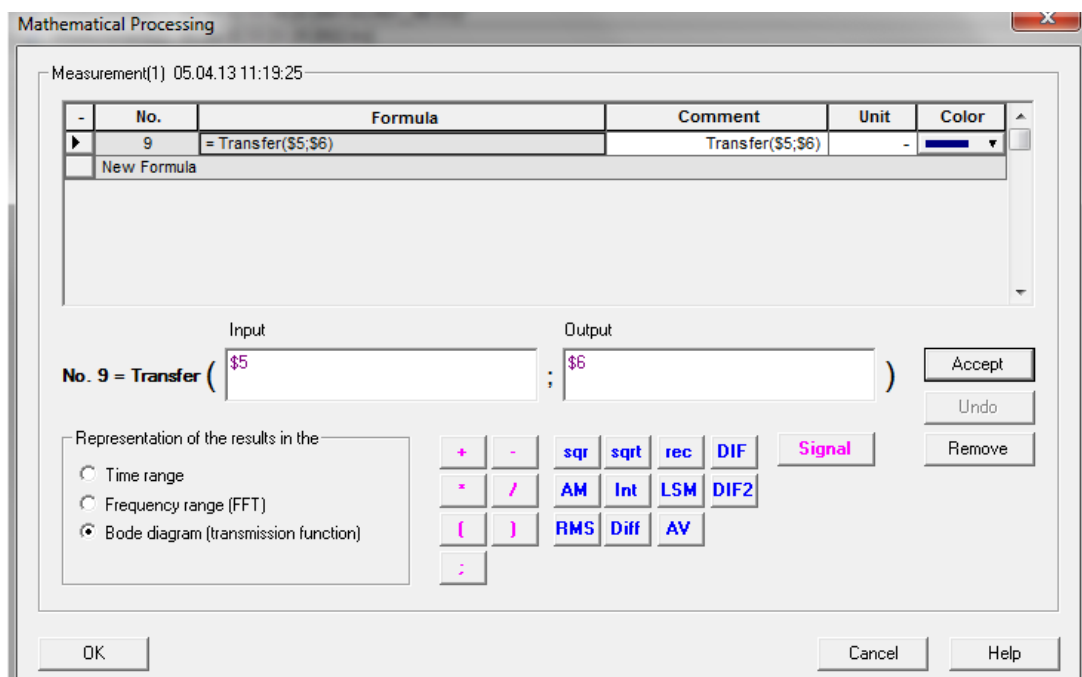 Mathematical Processing
X
Measurement(1) 05.04.13 11:19:25
- No. Formula Comment Unit Color
9 = Transfer($5;$6) Transfer($5;$6) -
New Formula
Input Output
No. 9 = Transfer ( $5 ; $6 )
Accept
Undo
Remove
Representation of the results in the
Time range
Frequency range (FFT)
Bode diagram (transmission function)
+ - sqr sqrt rec DIF Signal
* / AM Int LSM DIF2
( ) RMS Diff AV
;
OK Cancel Help